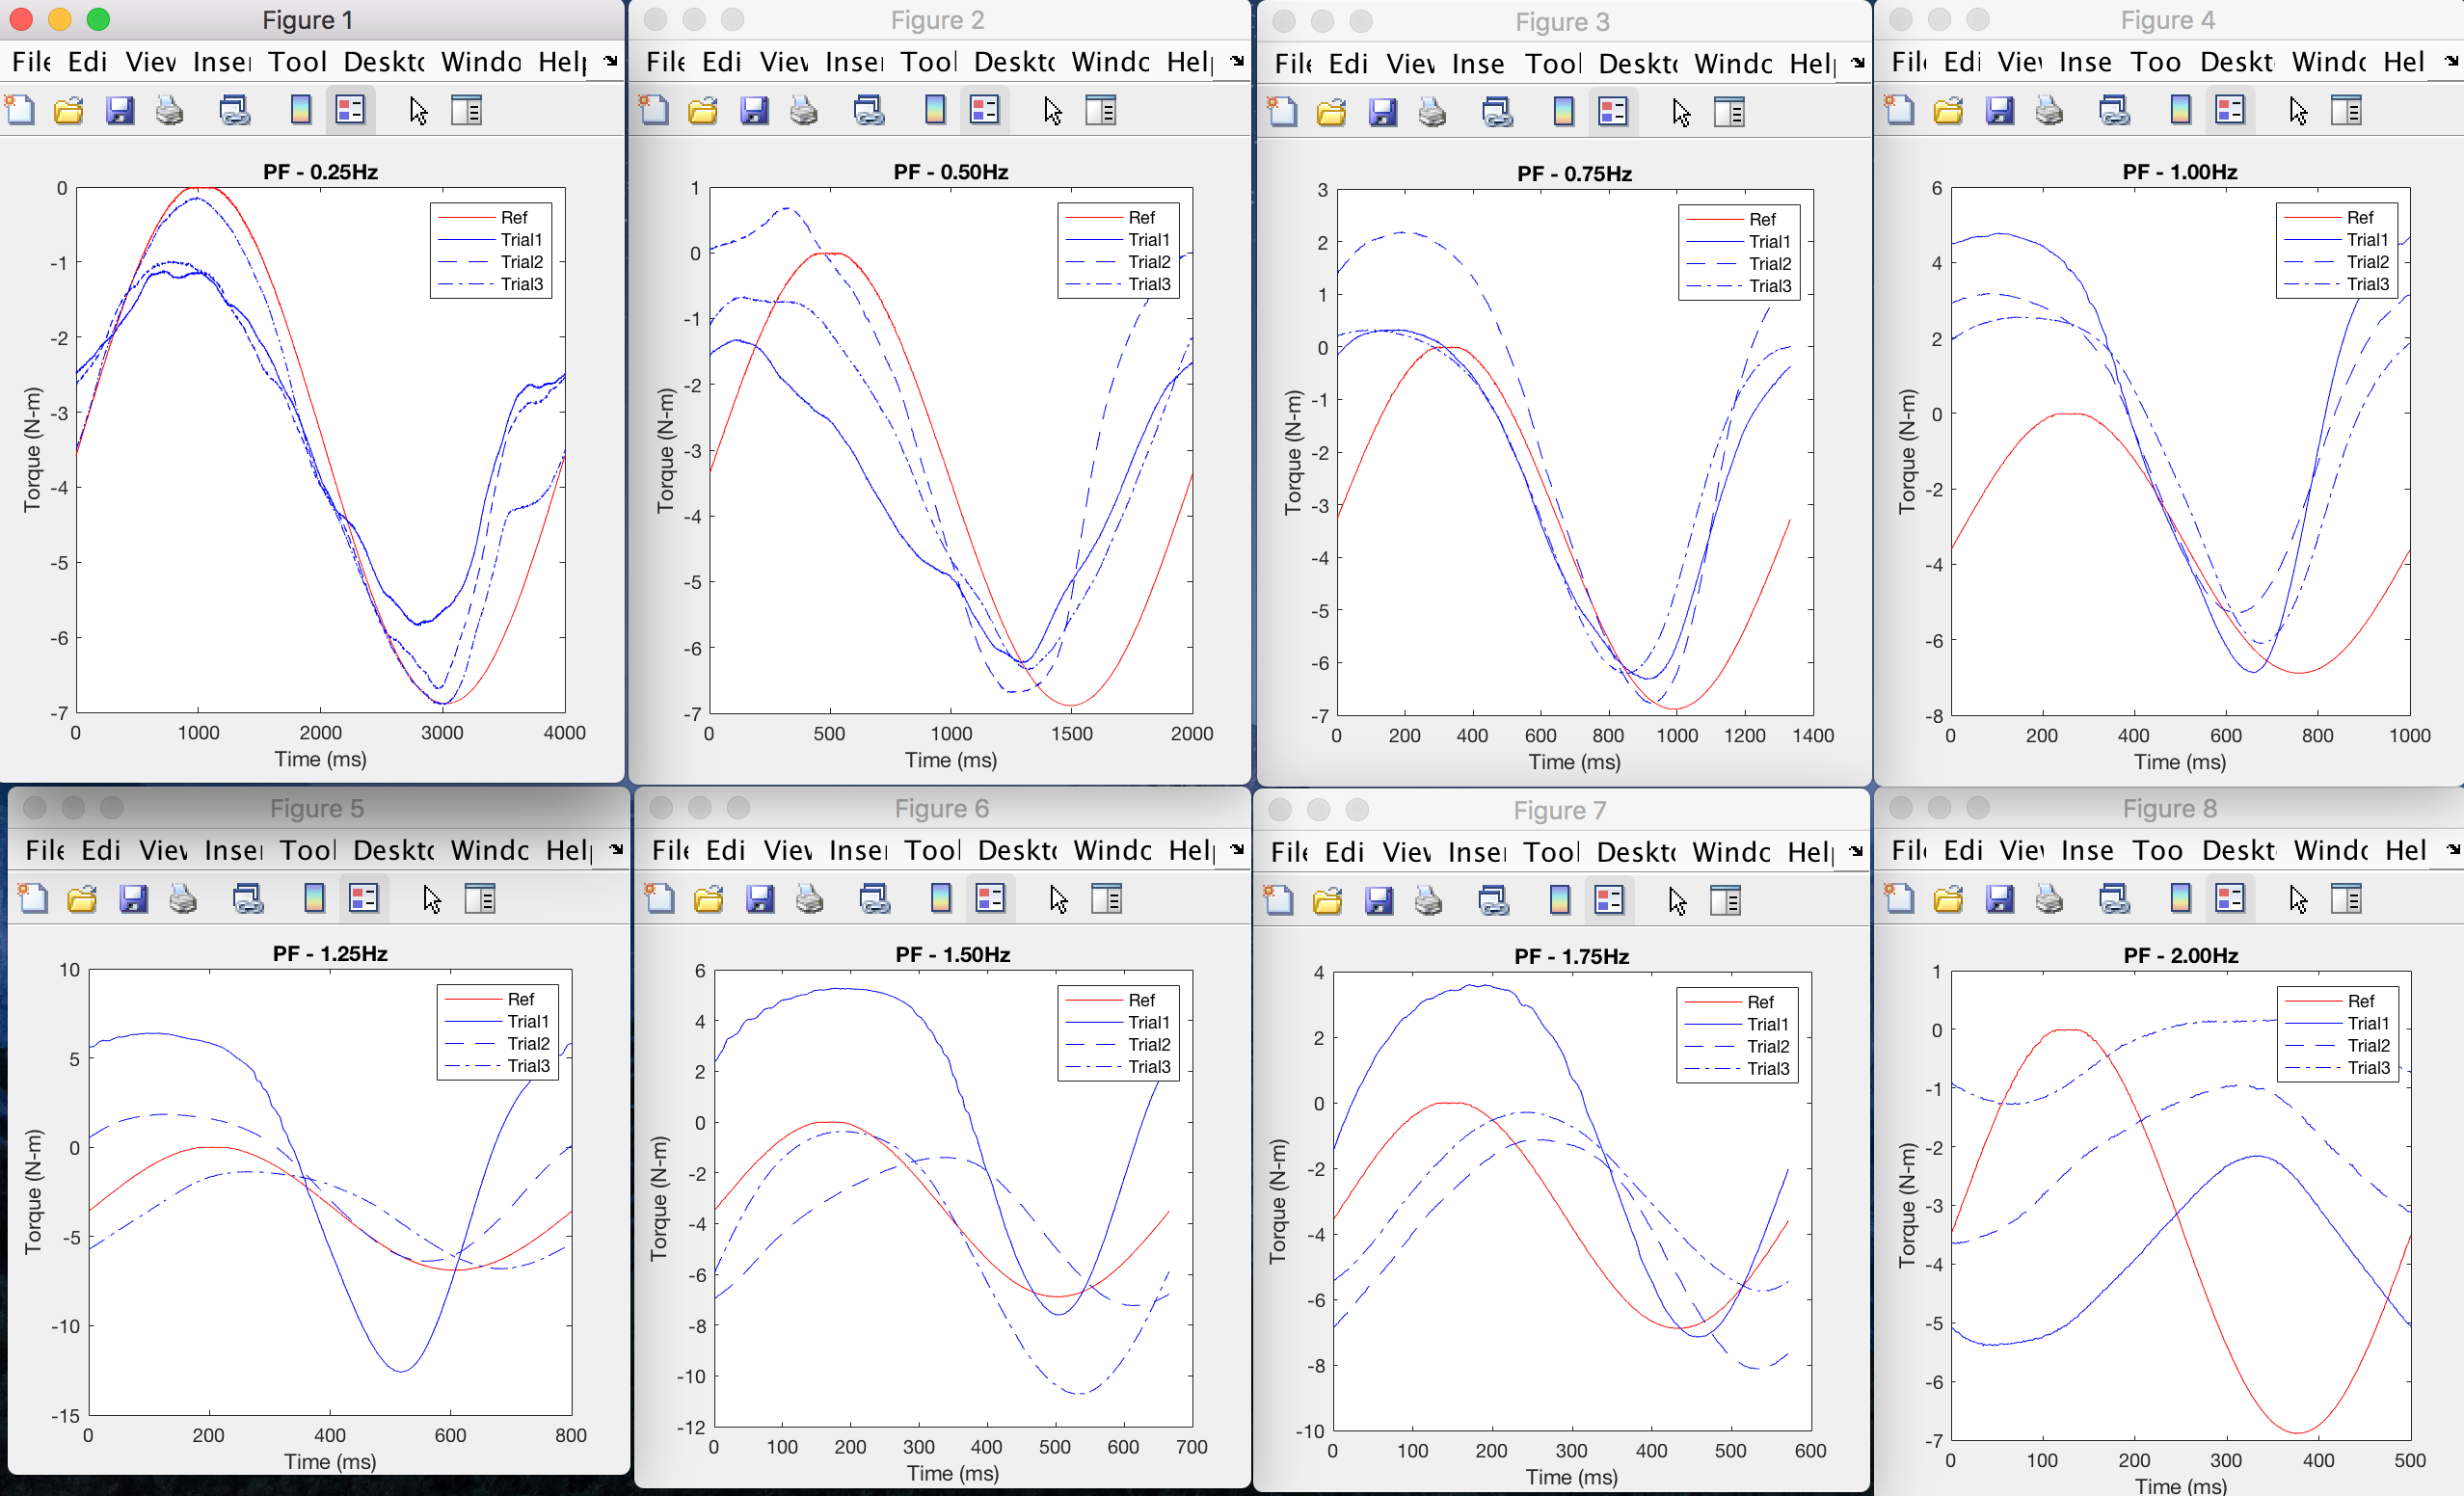 Figure 1
File Edi View Inse Tool Deskto Windo Help
PF - 0.25Hz
Ref
Trial1
Trial2
Trial3
0
-1
-2
-3
-4
-5
-6
-7
Torque (N-m)
0 1000 2000 3000 4000
Time (ms)
Figure 2
File Edi View Inse Tool Deskto Windo Help
PF - 0.50Hz
Ref
Trial1
Trial2
Trial3
1
0
-1
-2
-3
-4
-5
-6
-7
Torque (N-m)
0 500 1000 1500 2000
Time (ms)
Figure 3
File Edi View Inse Tool Deskto Windo Help
PF - 0.75Hz
Ref
Trial1
Trial2
Trial3
3
2
1
0
-1
-2
-3
-4
-5
-6
-7
Torque (N-m)
0 200 400 600 800 1000 1200 1400
Time (ms)
Figure 4
File Edi View Inse Too Deskt Windo Hel
PF - 1.00Hz
Ref
Trial1
Trial2
Trial3
6
4
2
0
-2
-4
-6
-8
Torque (N-m)
0 200 400 600 800 1000
Time (ms)
Figure 5
File Edi View Inse Tool Deskto Windo Help
PF - 1.25Hz
Ref
Trial1
Trial2
Trial3
10
5
0
-5
-10
-15
Torque (N-m)
0 200 400 600 800
Time (ms)
Figure 6
File Edi View Inse Tool Deskto Windo Help
PF - 1.50Hz
Ref
Trial1
Trial2
Trial3
6
4
2
0
-2
-4
-6
-8
-10
-12
Torque (N-m)
0 100 200 300 400 500 600 700
Time (ms)
Figure 7
File Edi View Inse Tool Deskto Windo Help
PF - 1.75Hz
Ref
Trial1
Trial2
Trial3
4
2
0
-2
-4
-6
-8
-10
Torque (N-m)
0 100 200 300 400 500 600
Time (ms)
Figure 8
File Edi View Inse Too Deskt Windo Hel
PF - 2.00Hz
Ref
Trial1
Trial2
Trial3
1
0
-1
-2
-3
-4
-5
-6
-7
Torque (N-m)
0 100 200 300 400 500
Time (ms)